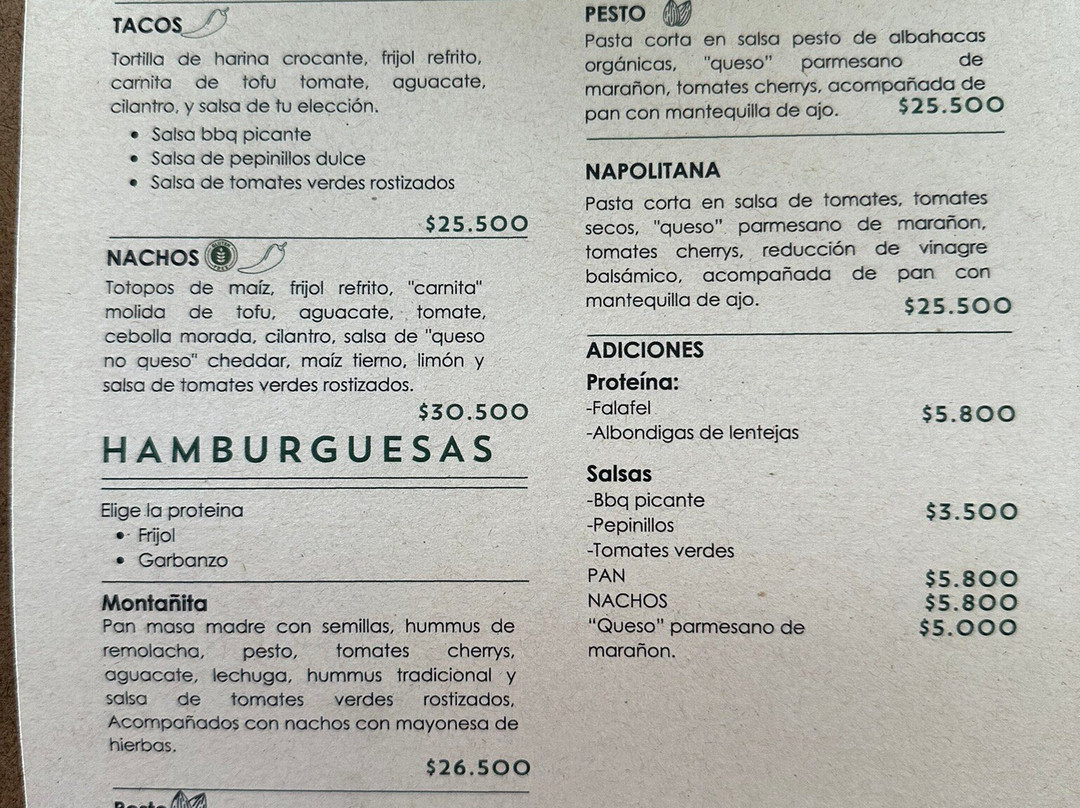 TACOS
Tortilla de harina crocante, frijol refrito,
carnita de tofu tomate, aguacate,
cilantro, y salsa de tu elección.
• Salsa bbq picante
• Salsa de pepinillos dulce
• Salsa de tomates verdes rostizados
$25.500
NACHOS
Totopos de maíz, frijol refrito, "carnita"
molida de tofu, aguacate, tomate,
cebolla morada, cilantro, salsa de "queso
no queso" cheddar, maíz tierno, limón y
salsa de tomates verdes rostizados.
$30.500
HAMBURGUESAS
Elige la proteina
• Frijol
• Garbanzo
Montañita
Pan masa madre con semillas, hummus de
remolacha, pesto, tomates cherrys,
aguacate, lechuga, hummus tradicional y
salsa de tomates verdes rostizados,
Acompañados con nachos con mayonesa de
hierbas.
$26.500
Pesto
PESTO
Pasta corta en salsa pesto de albahacas
orgánicas, "queso" parmesano de
marañon, tomates cherrys, acompañada de
pan con mantequilla de ajo. $25.500
NAPOLITANA
Pasta corta en salsa de tomates, tomates
secos, "queso" parmesano de marañon,
tomates cherrys, reducción de vinagre
balsámico, acompañada de pan con
mantequilla de ajo. $25.500
ADICIONES
Proteína:
-Falafel $5.800
-Albondigas de lentejas
Salsas
-Bbq picante $3.500
-Pepinillos
-Tomates verdes
PAN $5.800
NACHOS $5.800
"Queso" parmesano de $5.000
marañon.